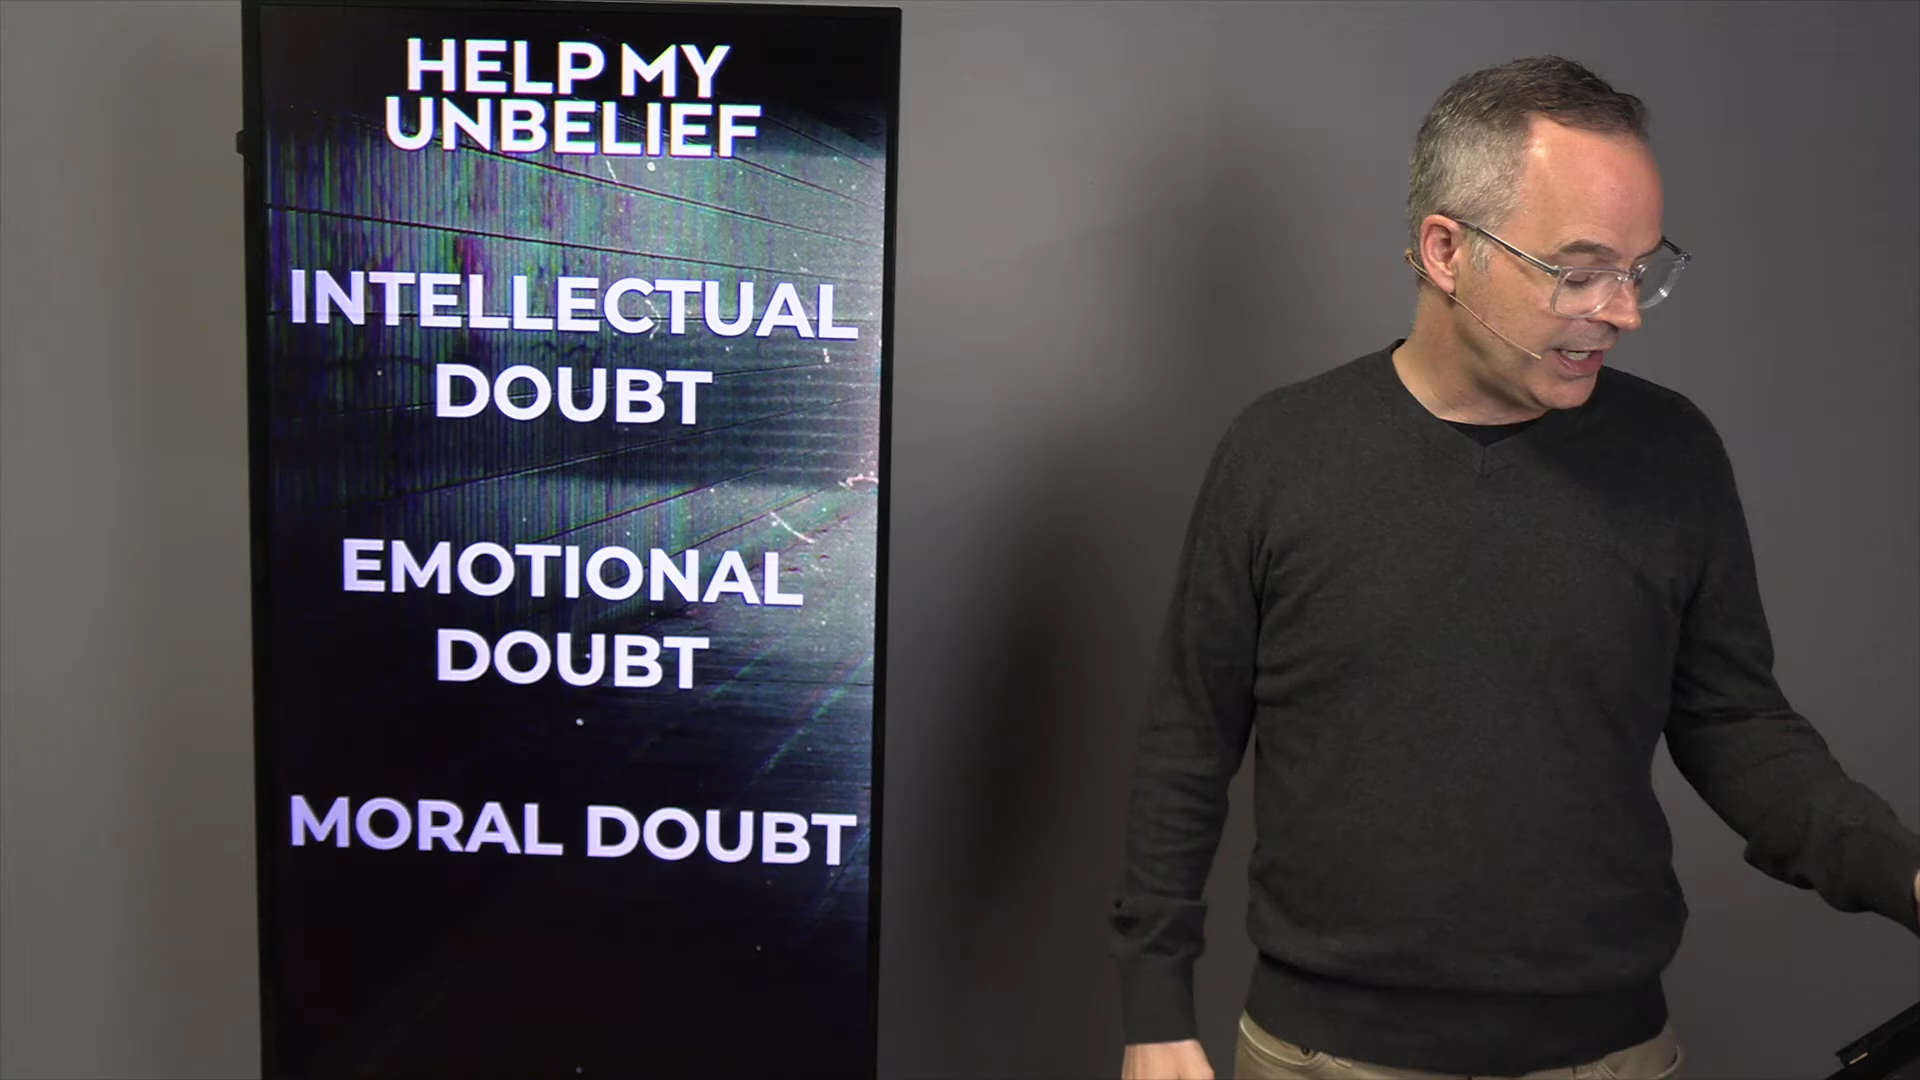 HELP MY
UNBELIEF
INTELLECTUAL
DOUBT
EMOTIONAL
DOUBT
MORAL DOUBT